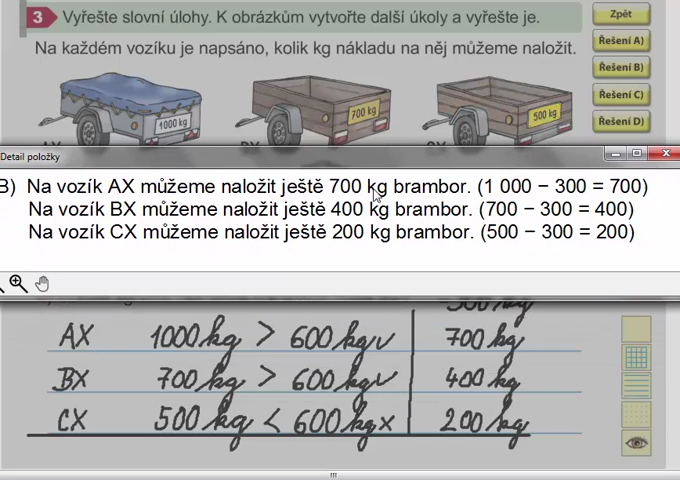 3 Vyřešte slovní úlohy. K obrázkům vytvořte další úkoly a vyřešte je.
Na každém vozíku je napsáno, kolik kg nákladu na něj můžeme naložit.
Zpět
Řešení A)
Řešení B)
Řešení C)
Řešení D)
1000 kg
700 kg
500 kg
Detail položky
B) Na vozík AX můžeme naložit ještě 700 kg brambor. (1 000 − 300 = 700)
Na vozík BX můžeme naložit ještě 400 kg brambor. (700 − 300 = 400)
Na vozík CX můžeme naložit ještě 200 kg brambor. (500 − 300 = 200)
AX 1000 kg > 600 kg v 700 kg
BX 700 kg > 600 kg v 400 kg
CX 500 kg < 600 kg x 200 kg